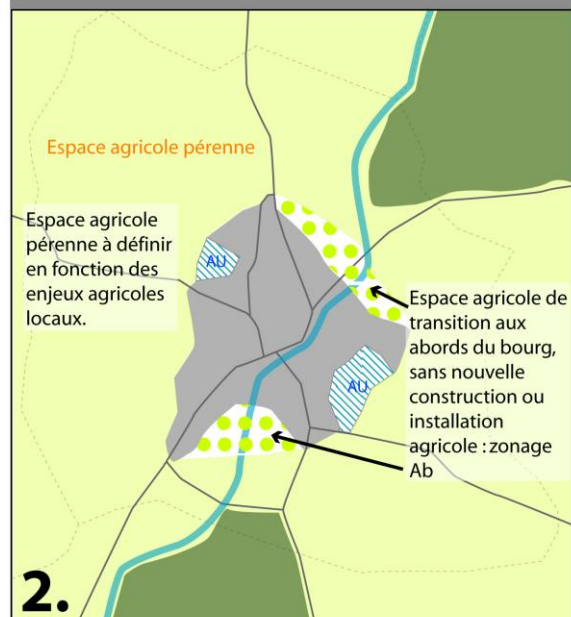 Espace agricole pérenne
Espace agricole
pérenne à définir
en fonction des
enjeux agricoles
locaux.
AU
Espace agricole de
transition aux
abords du bourg,
sans nouvelle
construction ou
installation
agricole : zonage
Ab
AU
2.